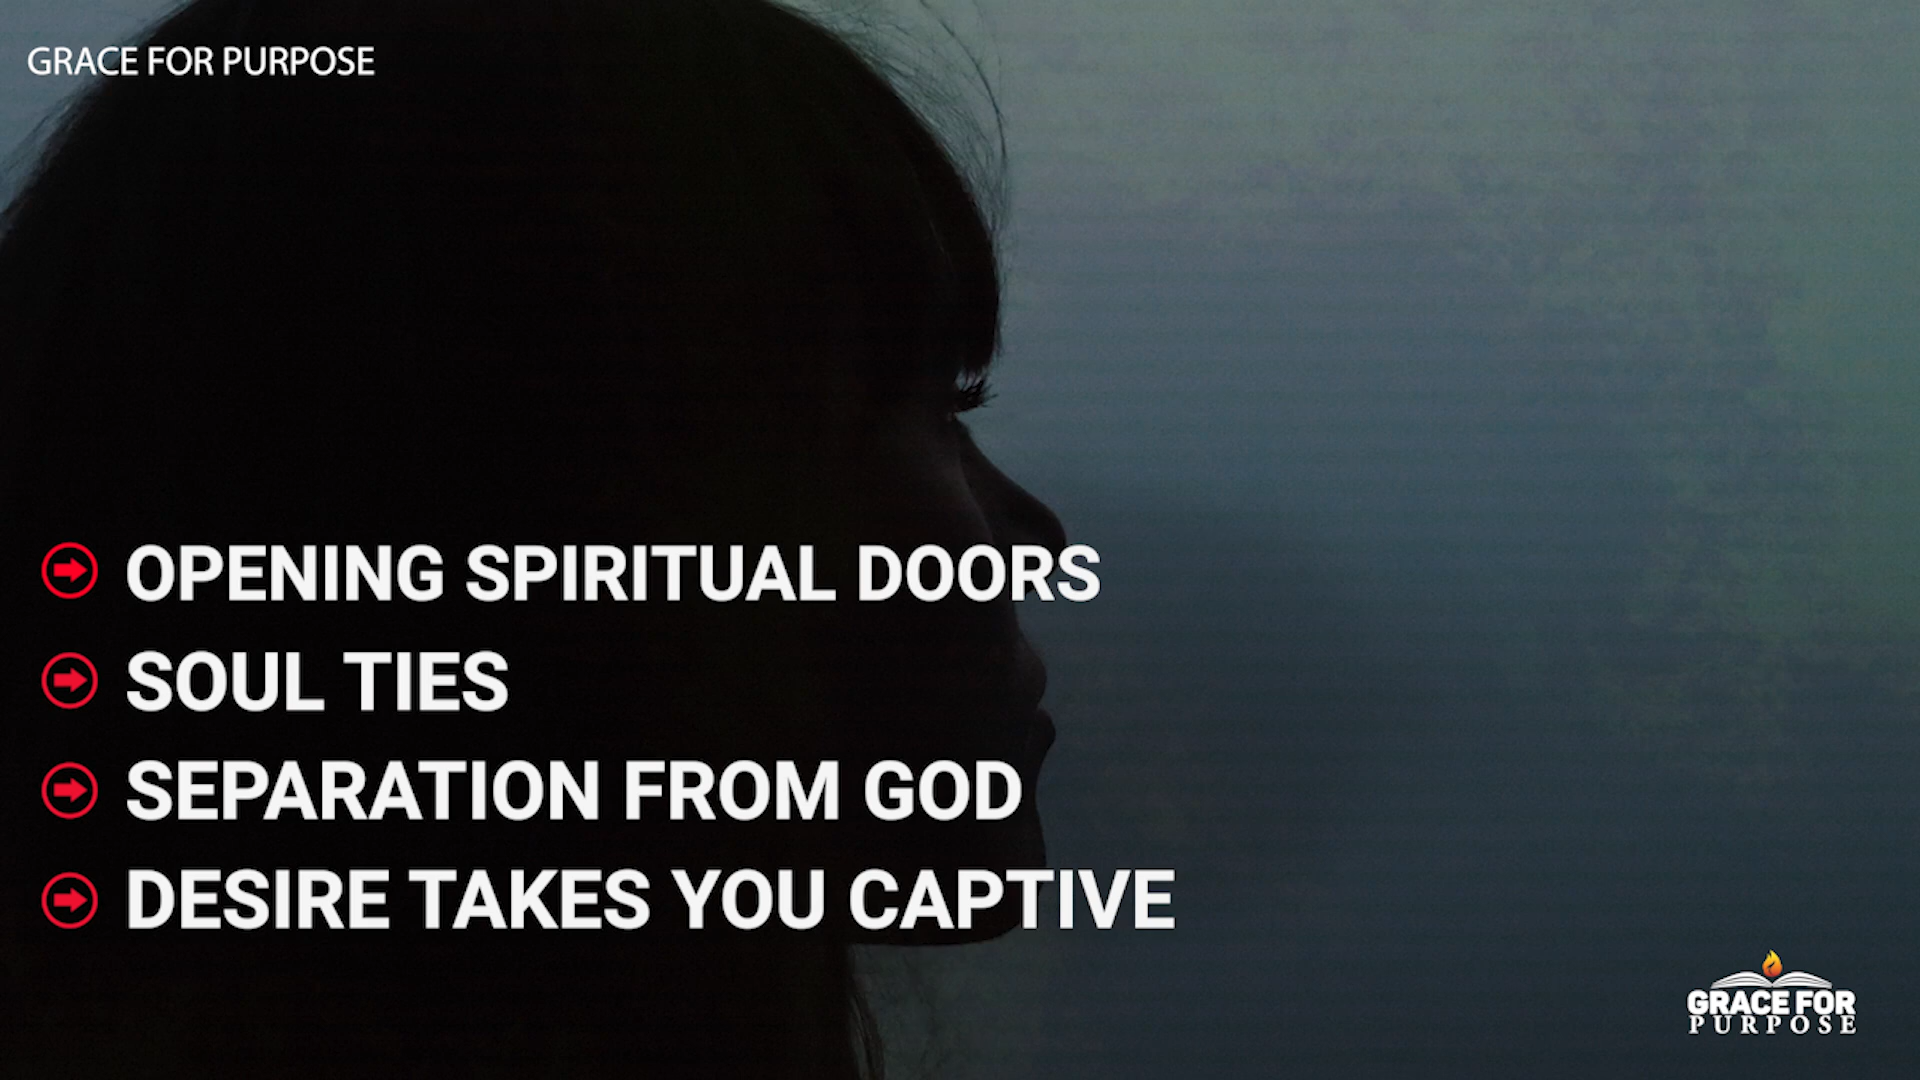 GRACE FOR PURPOSE
OPENING SPIRITUAL DOORS
SOUL TIES
SEPARATION FROM GOD
DESIRE TAKES YOU CAPTIVE
GRACE FOR
PURPOSE